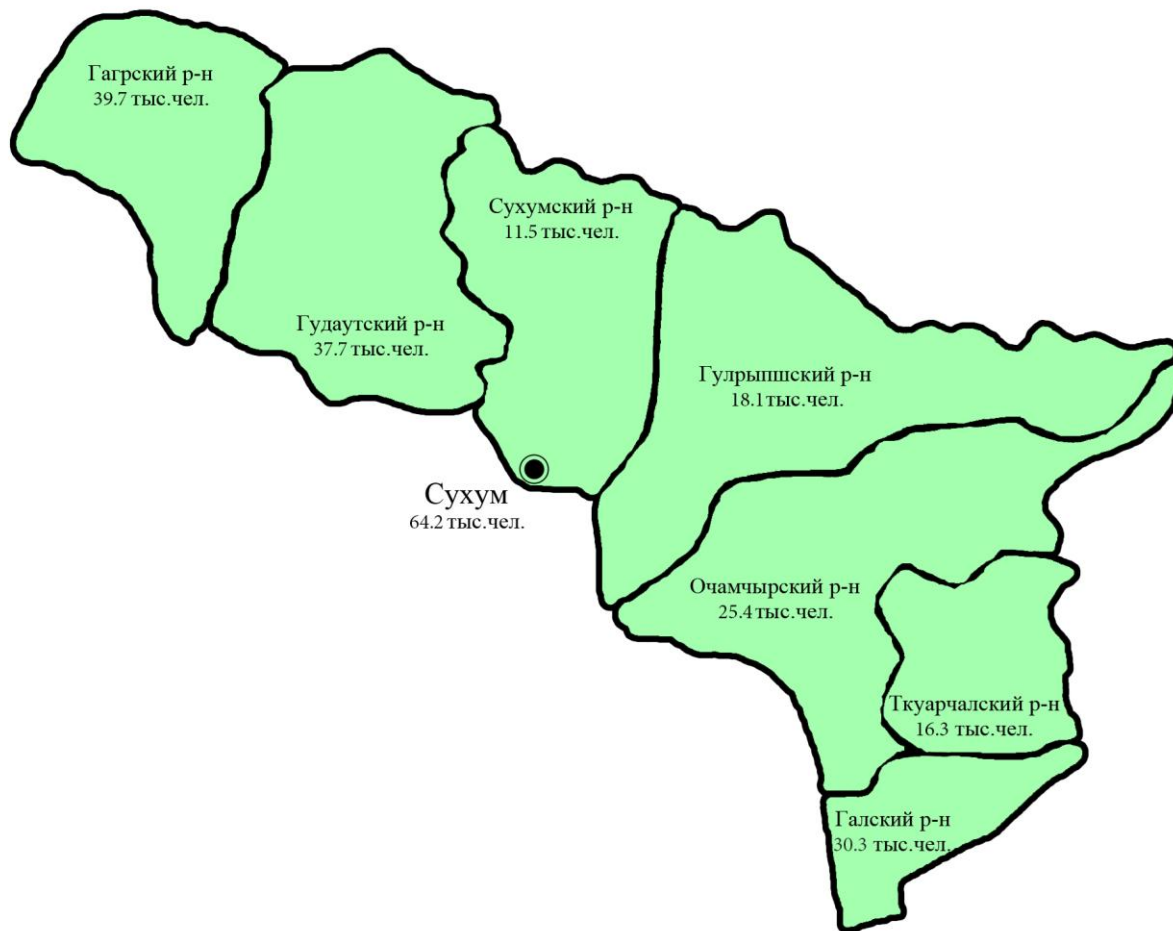 Гагрский р-н
39.7 тыс.чел.
Сухумский р-н
11.5 тыс.чел.
Гудаутский р-н
37.7 тыс.чел.
Гулрыпшский р-н
18.1тыс.чел.
Сухум
64.2 тыс.чел.
Очамчырский р-н
25.4 тыс.чел.
Ткуарчалский р-н
16.3 тыс.чел.
Галский р-н
30.3 тыс.чел.